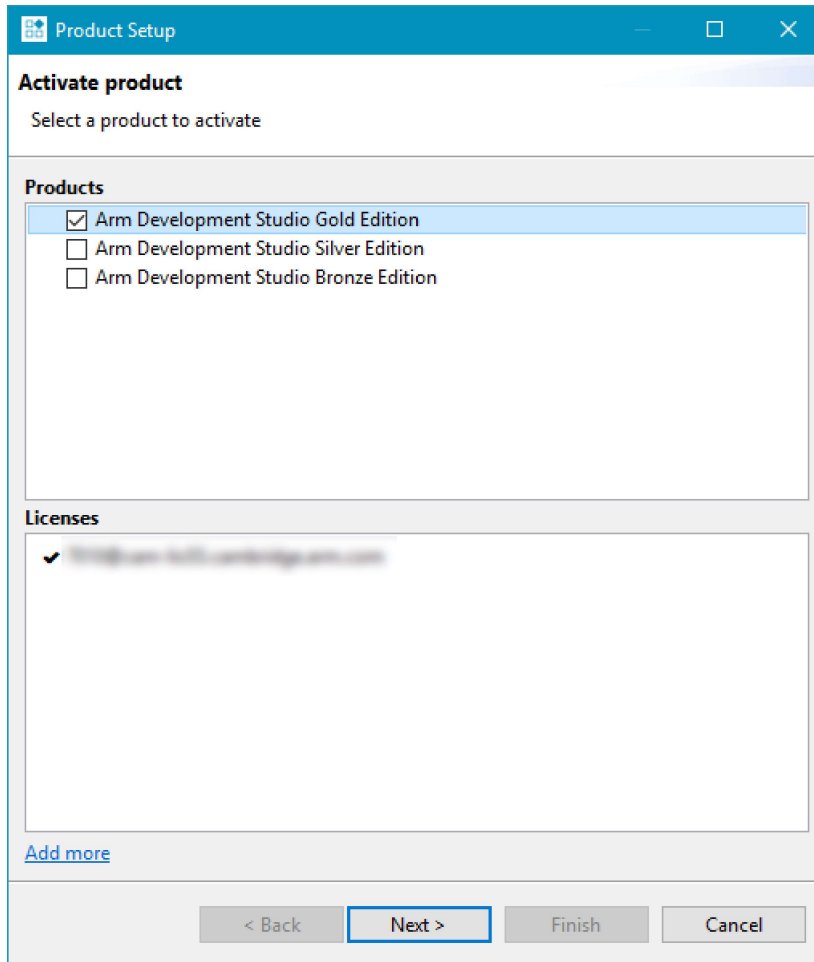 Product Setup
Activate product
Select a product to activate
Products
Arm Development Studio Gold Edition
Arm Development Studio Silver Edition
Arm Development Studio Bronze Edition
Licenses
Add more
< Back
Next >
Finish
Cancel